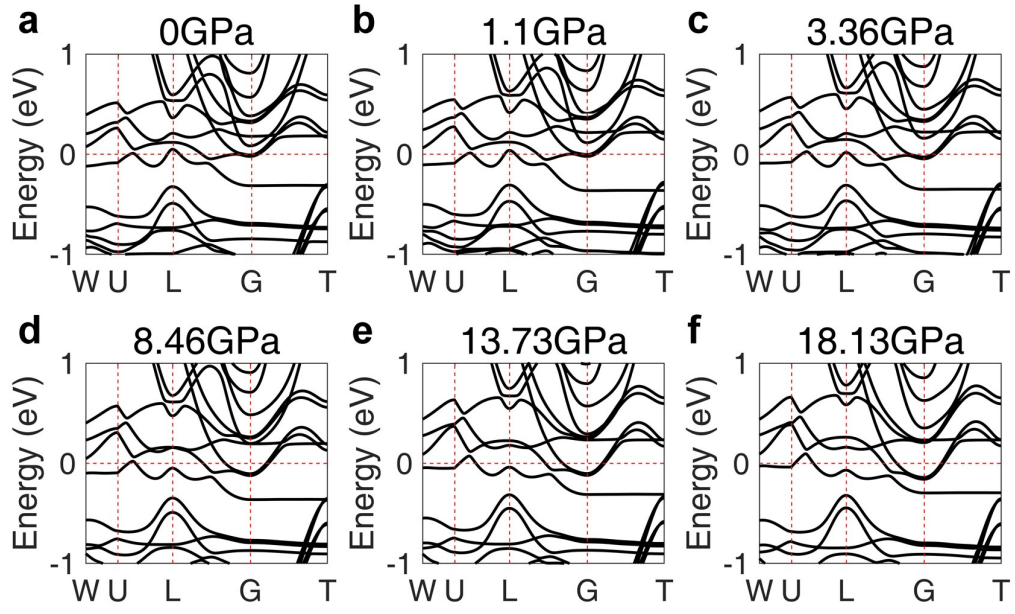 a 0GPa
b 1.1GPa
c 3.36GPa
1
0
-1
Energy (eV)
W U L G T
1
0
-1
Energy (eV)
W U L G T
1
0
-1
Energy (eV)
W U L G T
d 8.46GPa
e 13.73GPa
f 18.13GPa
1
0
-1
Energy (eV)
W U L G T
1
0
-1
Energy (eV)
W U L G T
1
0
-1
Energy (eV)
W U L G T